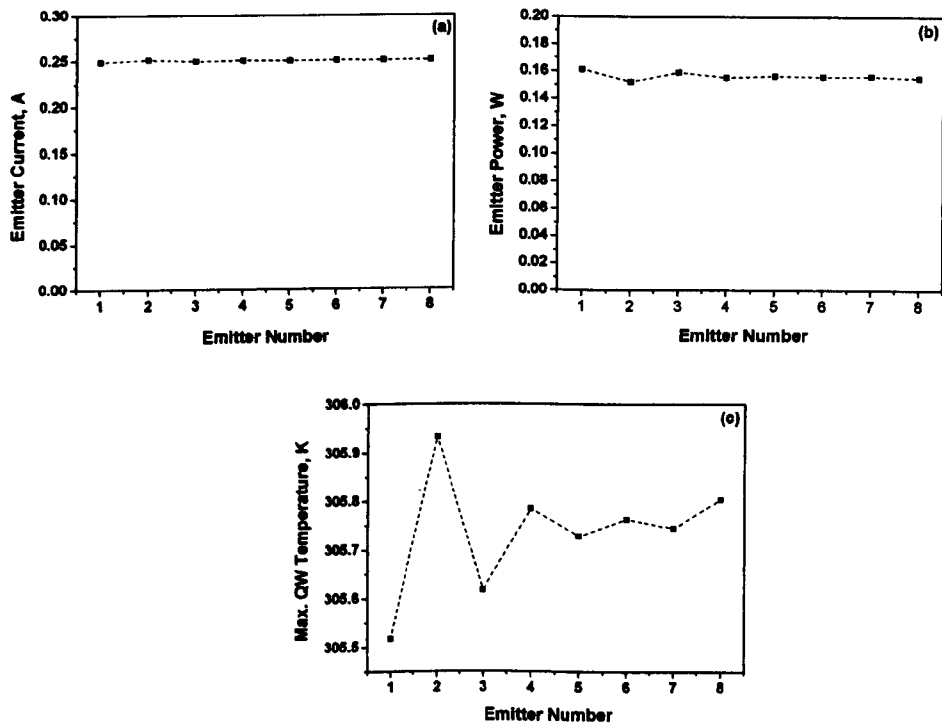 (a)
Emitter Current, A
0.30
0.25
0.20
0.15
0.10
0.05
0.00
1 2 3 4 5 6 7 8
Emitter Number
(b)
Emitter Power, W
0.20
0.18
0.16
0.14
0.12
0.10
0.08
0.06
0.04
0.02
0.00
1 2 3 4 5 6 7 8
Emitter Number
(c)
Max. QW Temperature, K
306.0
305.9
305.8
305.7
305.6
305.5
1 2 3 4 5 6 7 8
Emitter Number